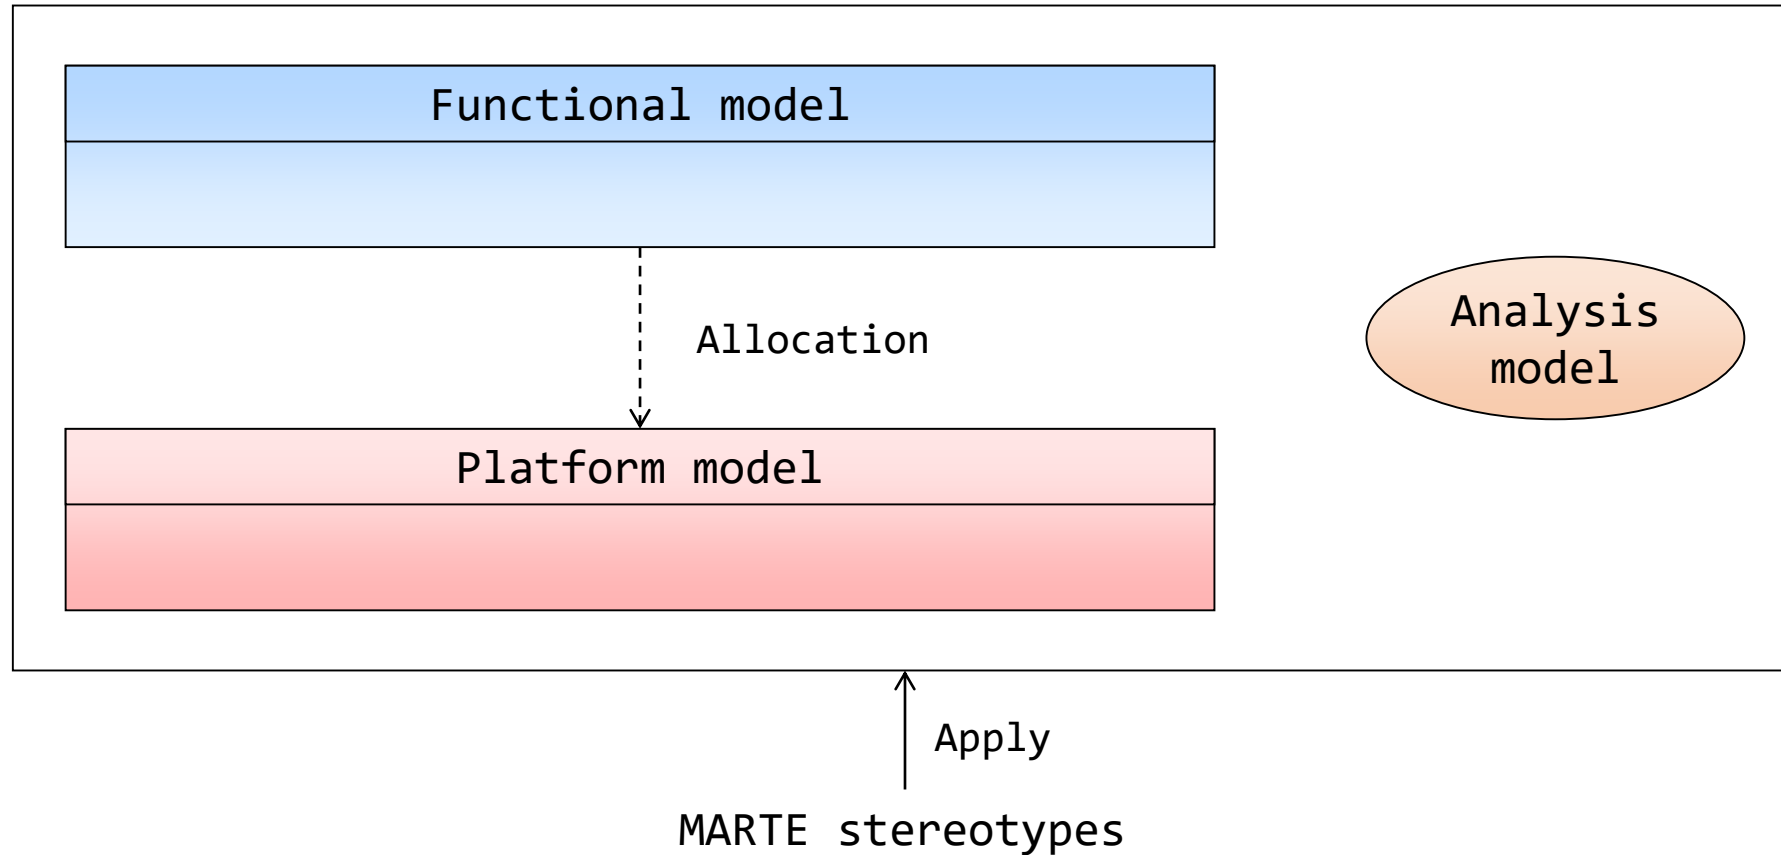 Functional model
Allocation
Analysis
model
Platform model
Apply
MARTE stereotypes